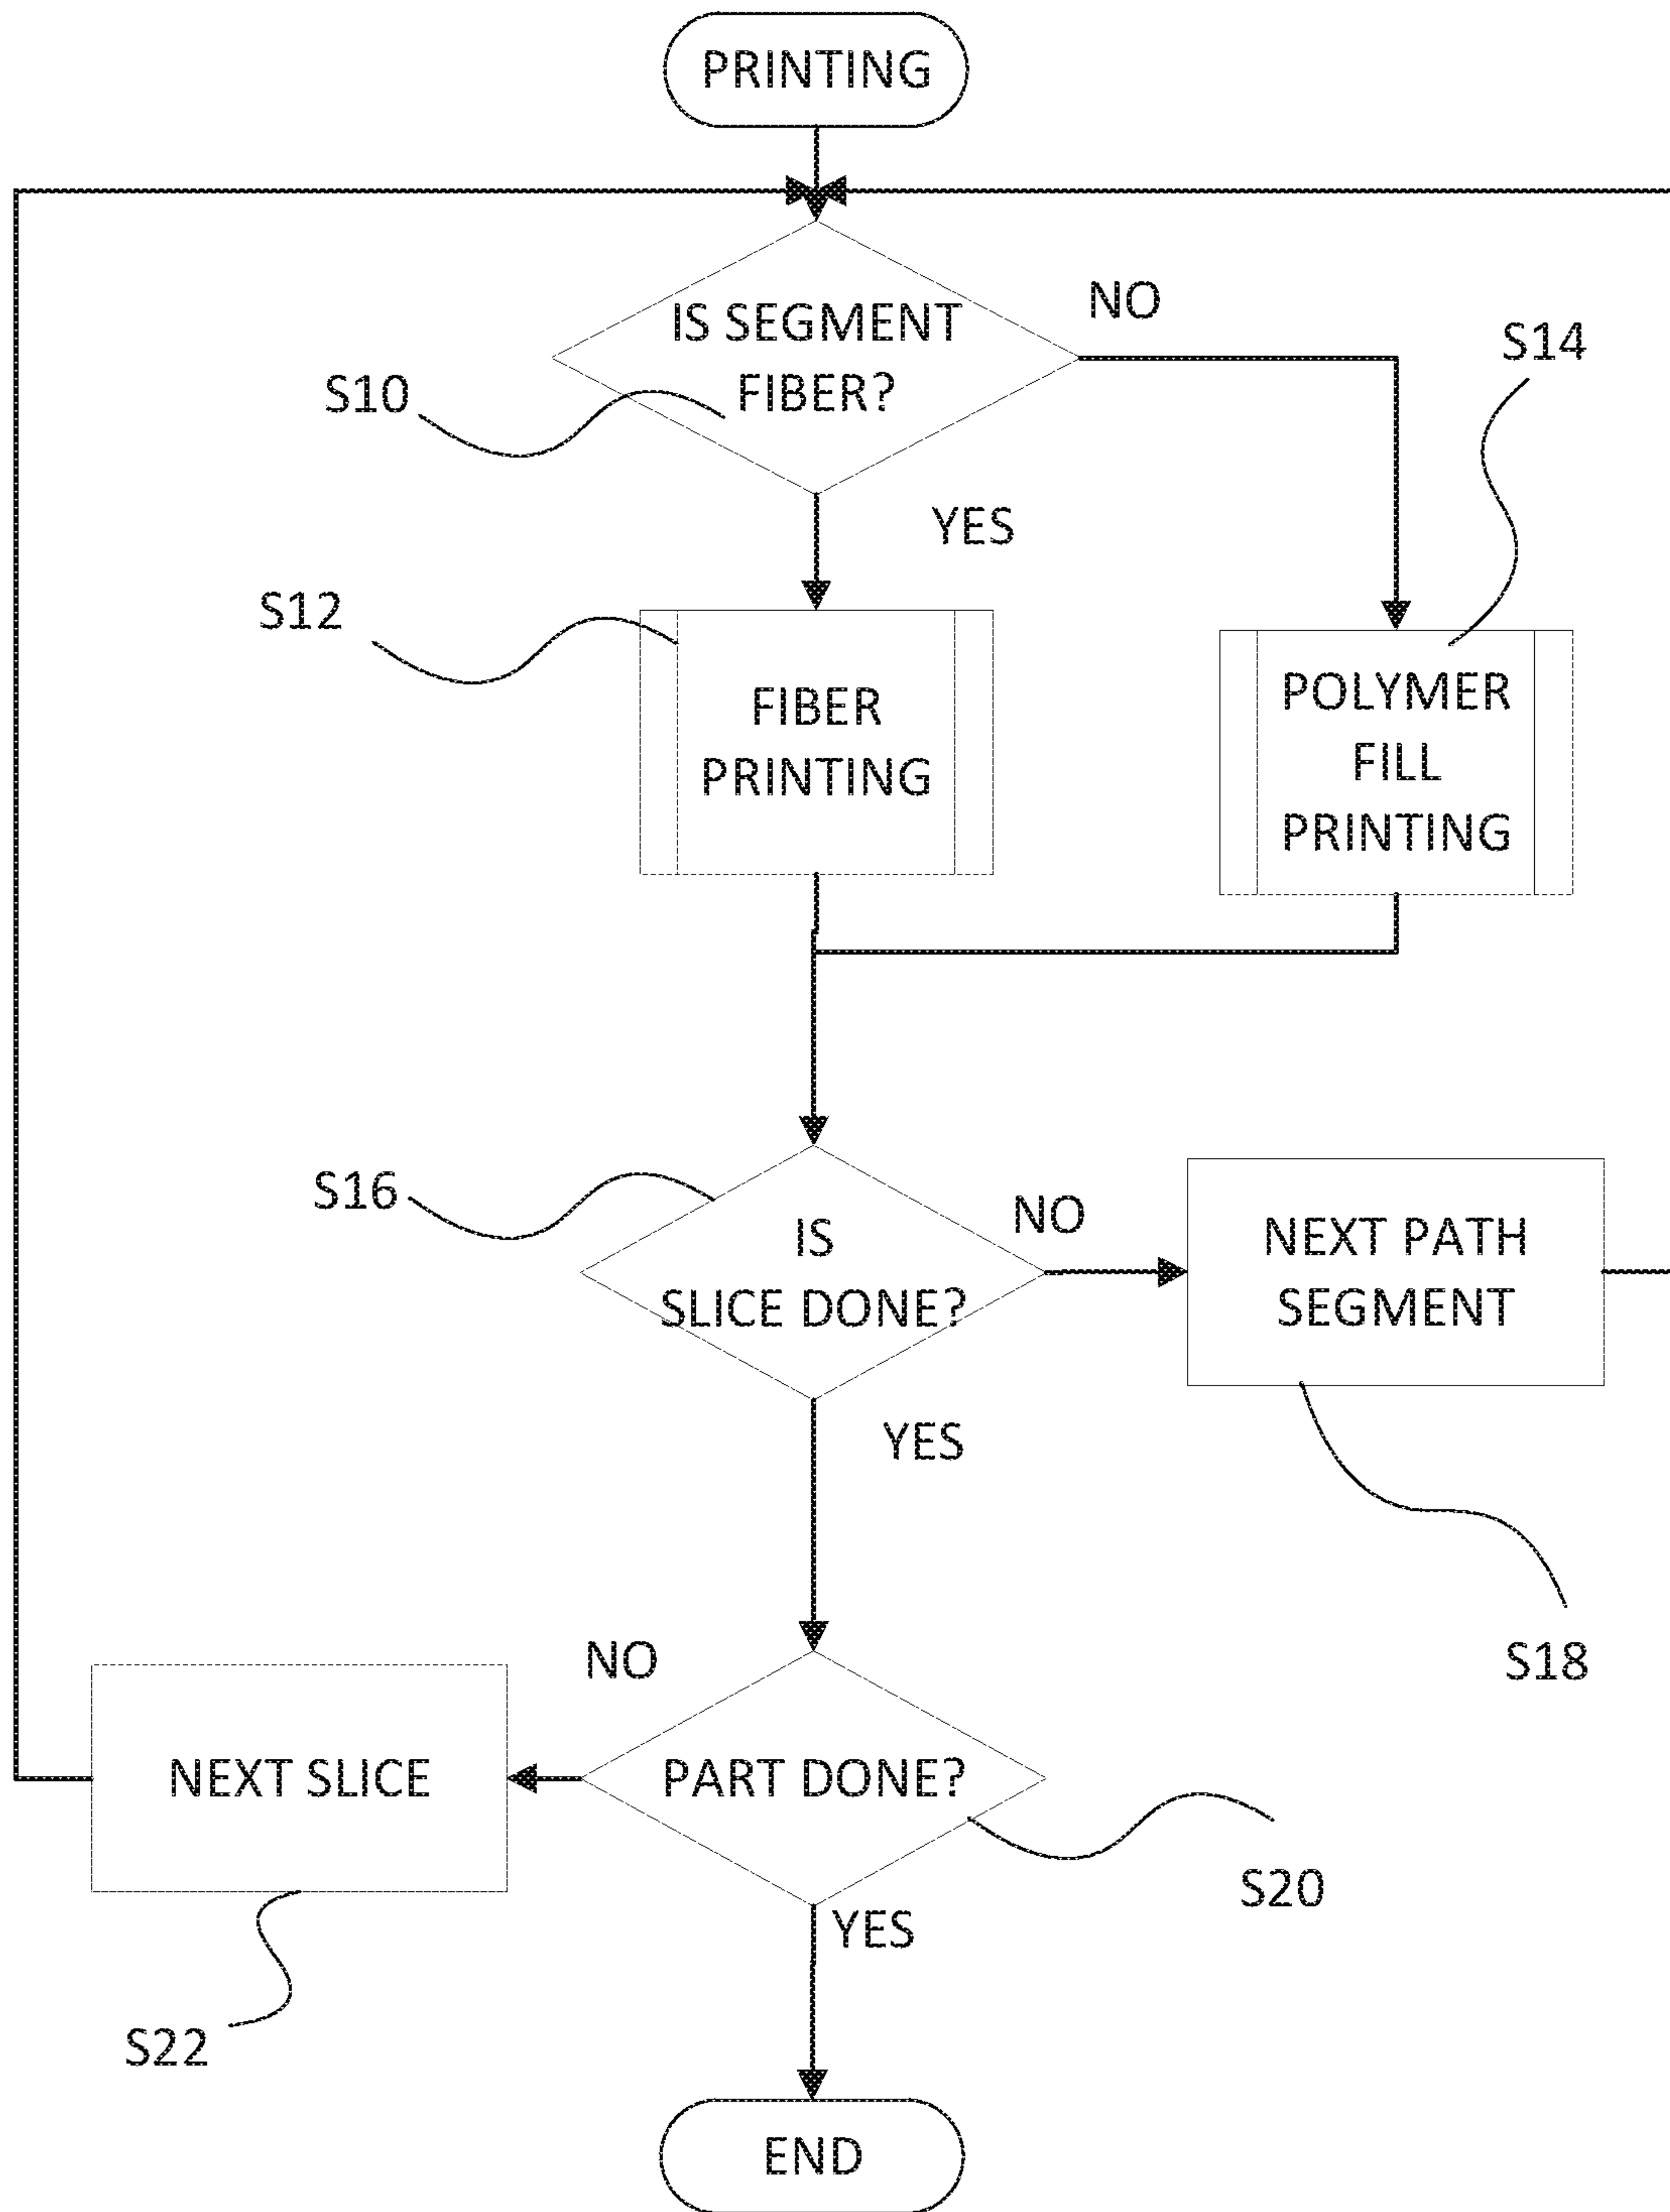 PRINTING
IS SEGMENT
FIBER?
NO
S10
S14
YES
S12
FIBER
PRINTING
POLYMER
FILL
PRINTING
S16
IS
SLICE DONE?
NO
NEXT PATH
SEGMENT
YES
S18
NO
NEXT SLICE
PART DONE?
S20
YES
S22
END